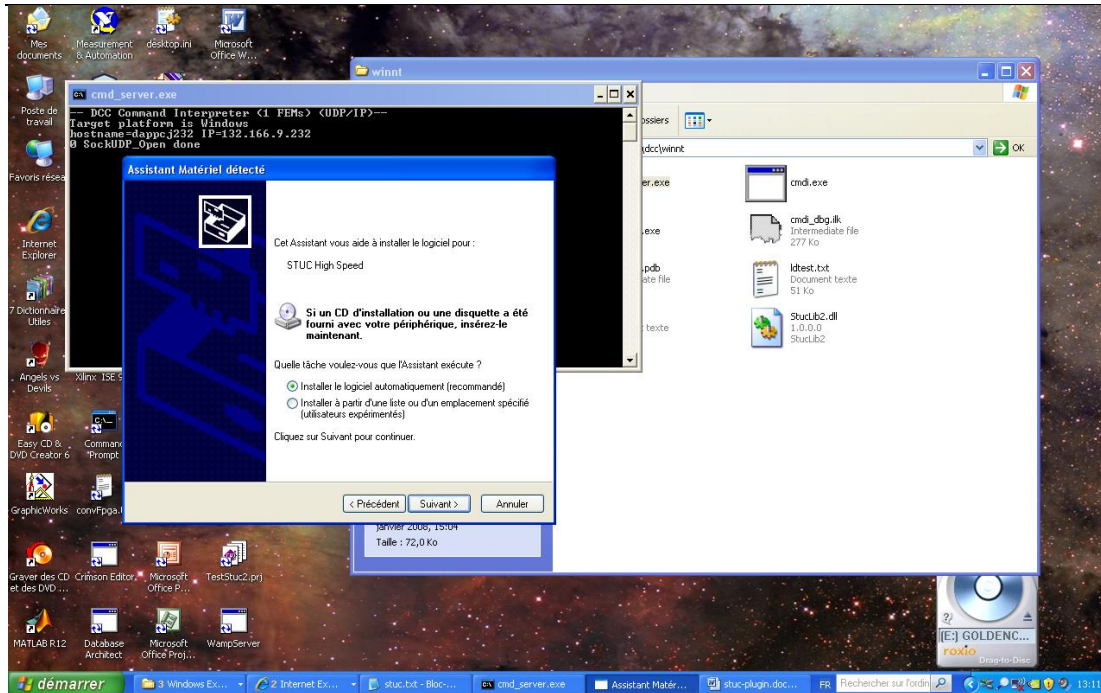 Mes
documents
Measurement
& Automation
desktop.ini
Microsoft
Office W...
Poste de
travail
Favoris résea
Internet
Explorer
7 Dictionnaire
Utiles
Angels vs
Devils
Xilinx ISE 9
Easy CD &
DVD Creator 6
Command
"Prompt
GraphicWorks
convFpga.
Graver des CD
et des DVD ...
Crimson Editor
Microsoft
Office P...
TestStuc2.prj
MATLAB R12
Database
Architect
Microsoft
Office Proj...
WampServer
cmd_server.exe
-- DCC Command Interpreter (1 FEMs) (UDP/IP)--
Target platform is Windows
hostname=dappcj232 IP=132.166.9.232
0 SockUDP_Open done
Assistant Matériel détecté
Cet Assistant vous aide à installer le logiciel pour :
STUC High Speed
Si un CD d'installation ou une disquette a été
fourni avec votre périphérique, insérez-le
maintenant.
Quelle tâche voulez-vous que l'Assistant exécute ?
Installer le logiciel automatiquement (recommandé)
Installer à partir d'une liste ou d'un emplacement spécifié
(utilisateurs expérimentés)
Cliquez sur Suivant pour continuer.
< Précédent
Suivant >
Annuler
winnt
ossiers
\dcc\winnt
OK
er.exe
cmdi.exe
.exe
cmdi_dbg.ilk
Intermediate file
277 Ko
.pdb
ate file
ldtest.txt
Document texte
51 Ko
texte
StucLib2.dll
1.0.0.0
StucLib2
janvier 2008, 15:04
Taille : 72,0 Ko
[E:] GOLDENC...
roxio
Drag-to-Disc
démarrer
3 Windows Ex...
2 Internet Ex...
stuc.txt - Bloc-...
cmd_server.exe
Assistant Matér...
stuc-plugin.doc...
FR
Rechercher sur l'ordin
13:11